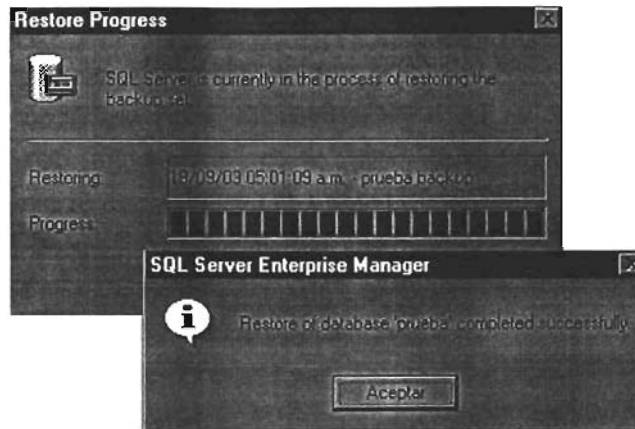 Restore Progress
SQL Server is currently in the process of restoring the
backup set.
Restoring:
18/09/03 05:01:09 a.m. - prueba backup
Progress:
SQL Server Enterprise Manager
Restore of database 'prueba' completed successfully.
Aceptar